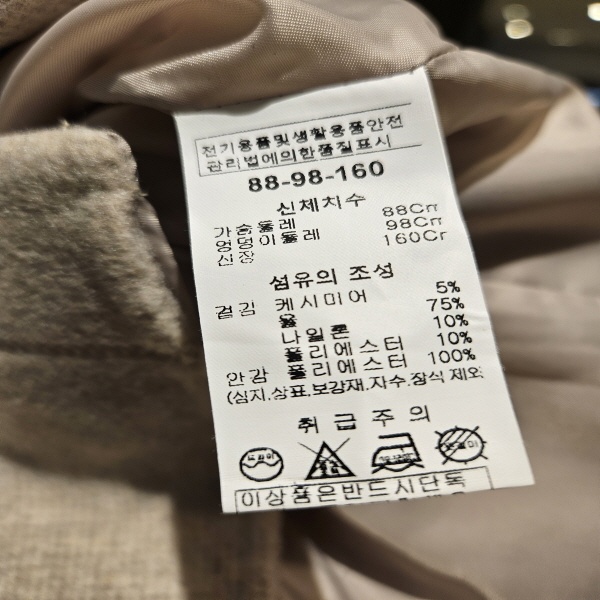 전기용품및생활용품안전
관리법에의한품질표시
88-98-160
신체치수
가슴둘레 88Cm
엉덩이둘레 98Cm
신장 160Cm
섬유의 조성
겉감 케시미어 5%
울 75%
나일론 10%
폴리에스터 10%
안감 폴리에스터 100%
(심지.상표.보강재.자수.장식 제외
취급주의
드라이
이상품은반드시단독